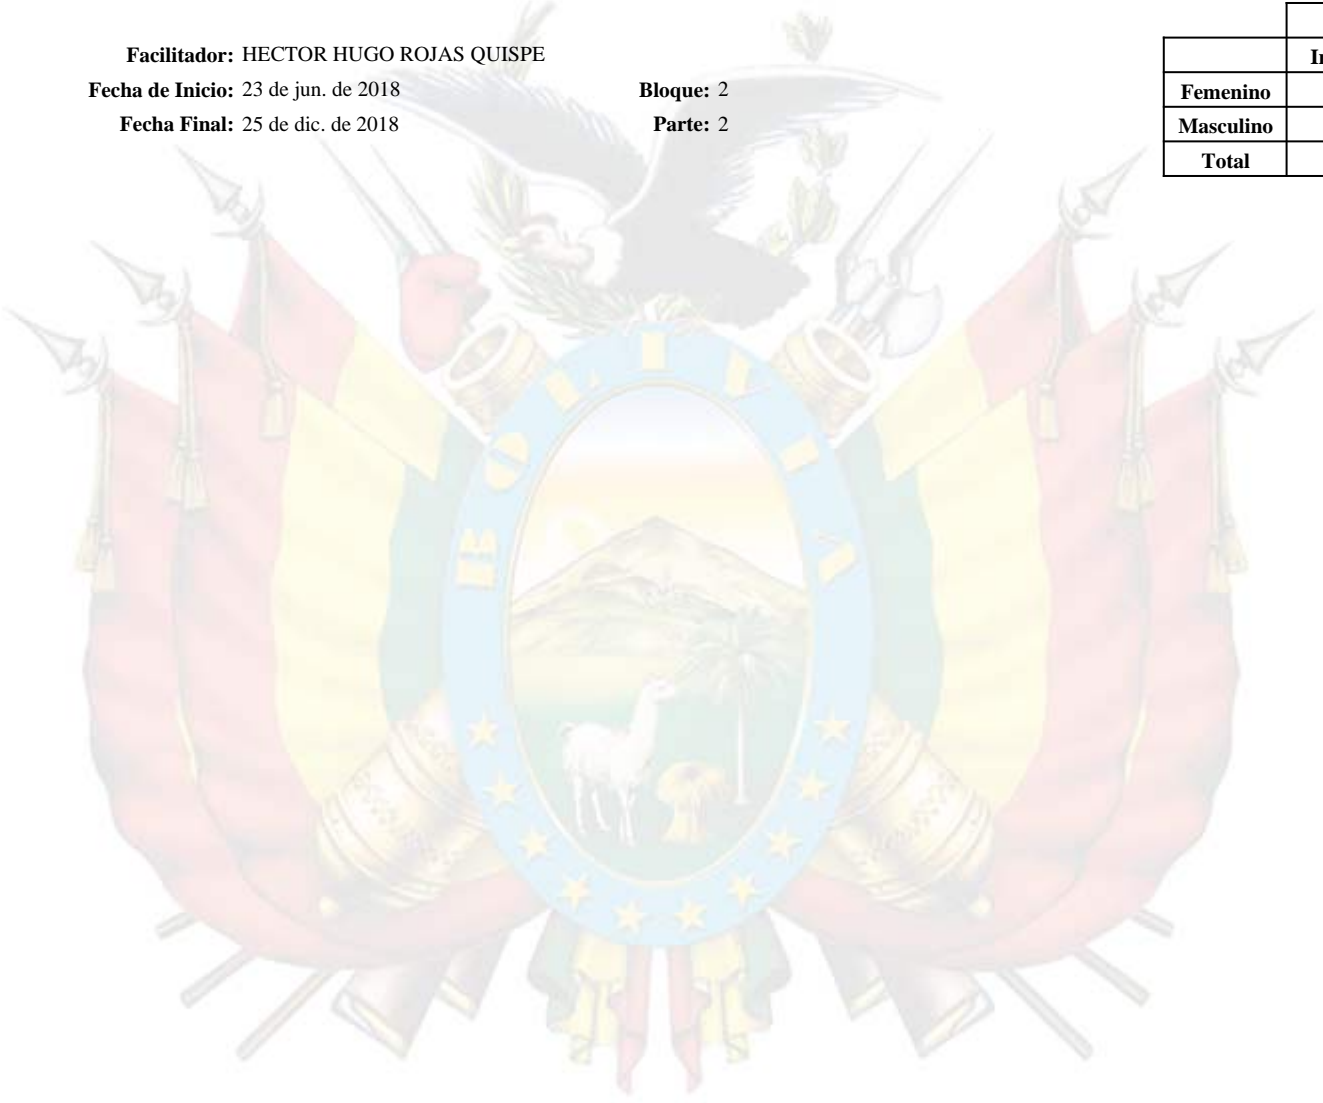 Facilitador: HECTOR HUGO ROJAS QUISPE
Fecha de Inicio: 23 de jun. de 2018 Bloque: 2
Fecha Final: 25 de dic. de 2018 Parte: 2
Femenino
Masculino
Total
BOLIVIA